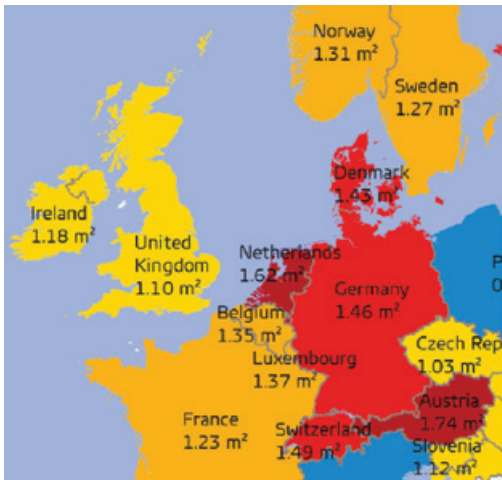 Norway
1.31 m²
Sweden
1.27 m²
Denmark
1.43 m²
Ireland
1.18 m²
United
Kingdom
1.10 m²
Netherlands
1.62 m²
Germany
1.46 m²
P
0
Belgium
1.35 m²
Luxembourg
1.37 m²
Czech Rep
1.03 m²
France
1.23 m²
Switzerland
1.49 m²
Austria
1.74 m²
Slovenia
1.12 m²